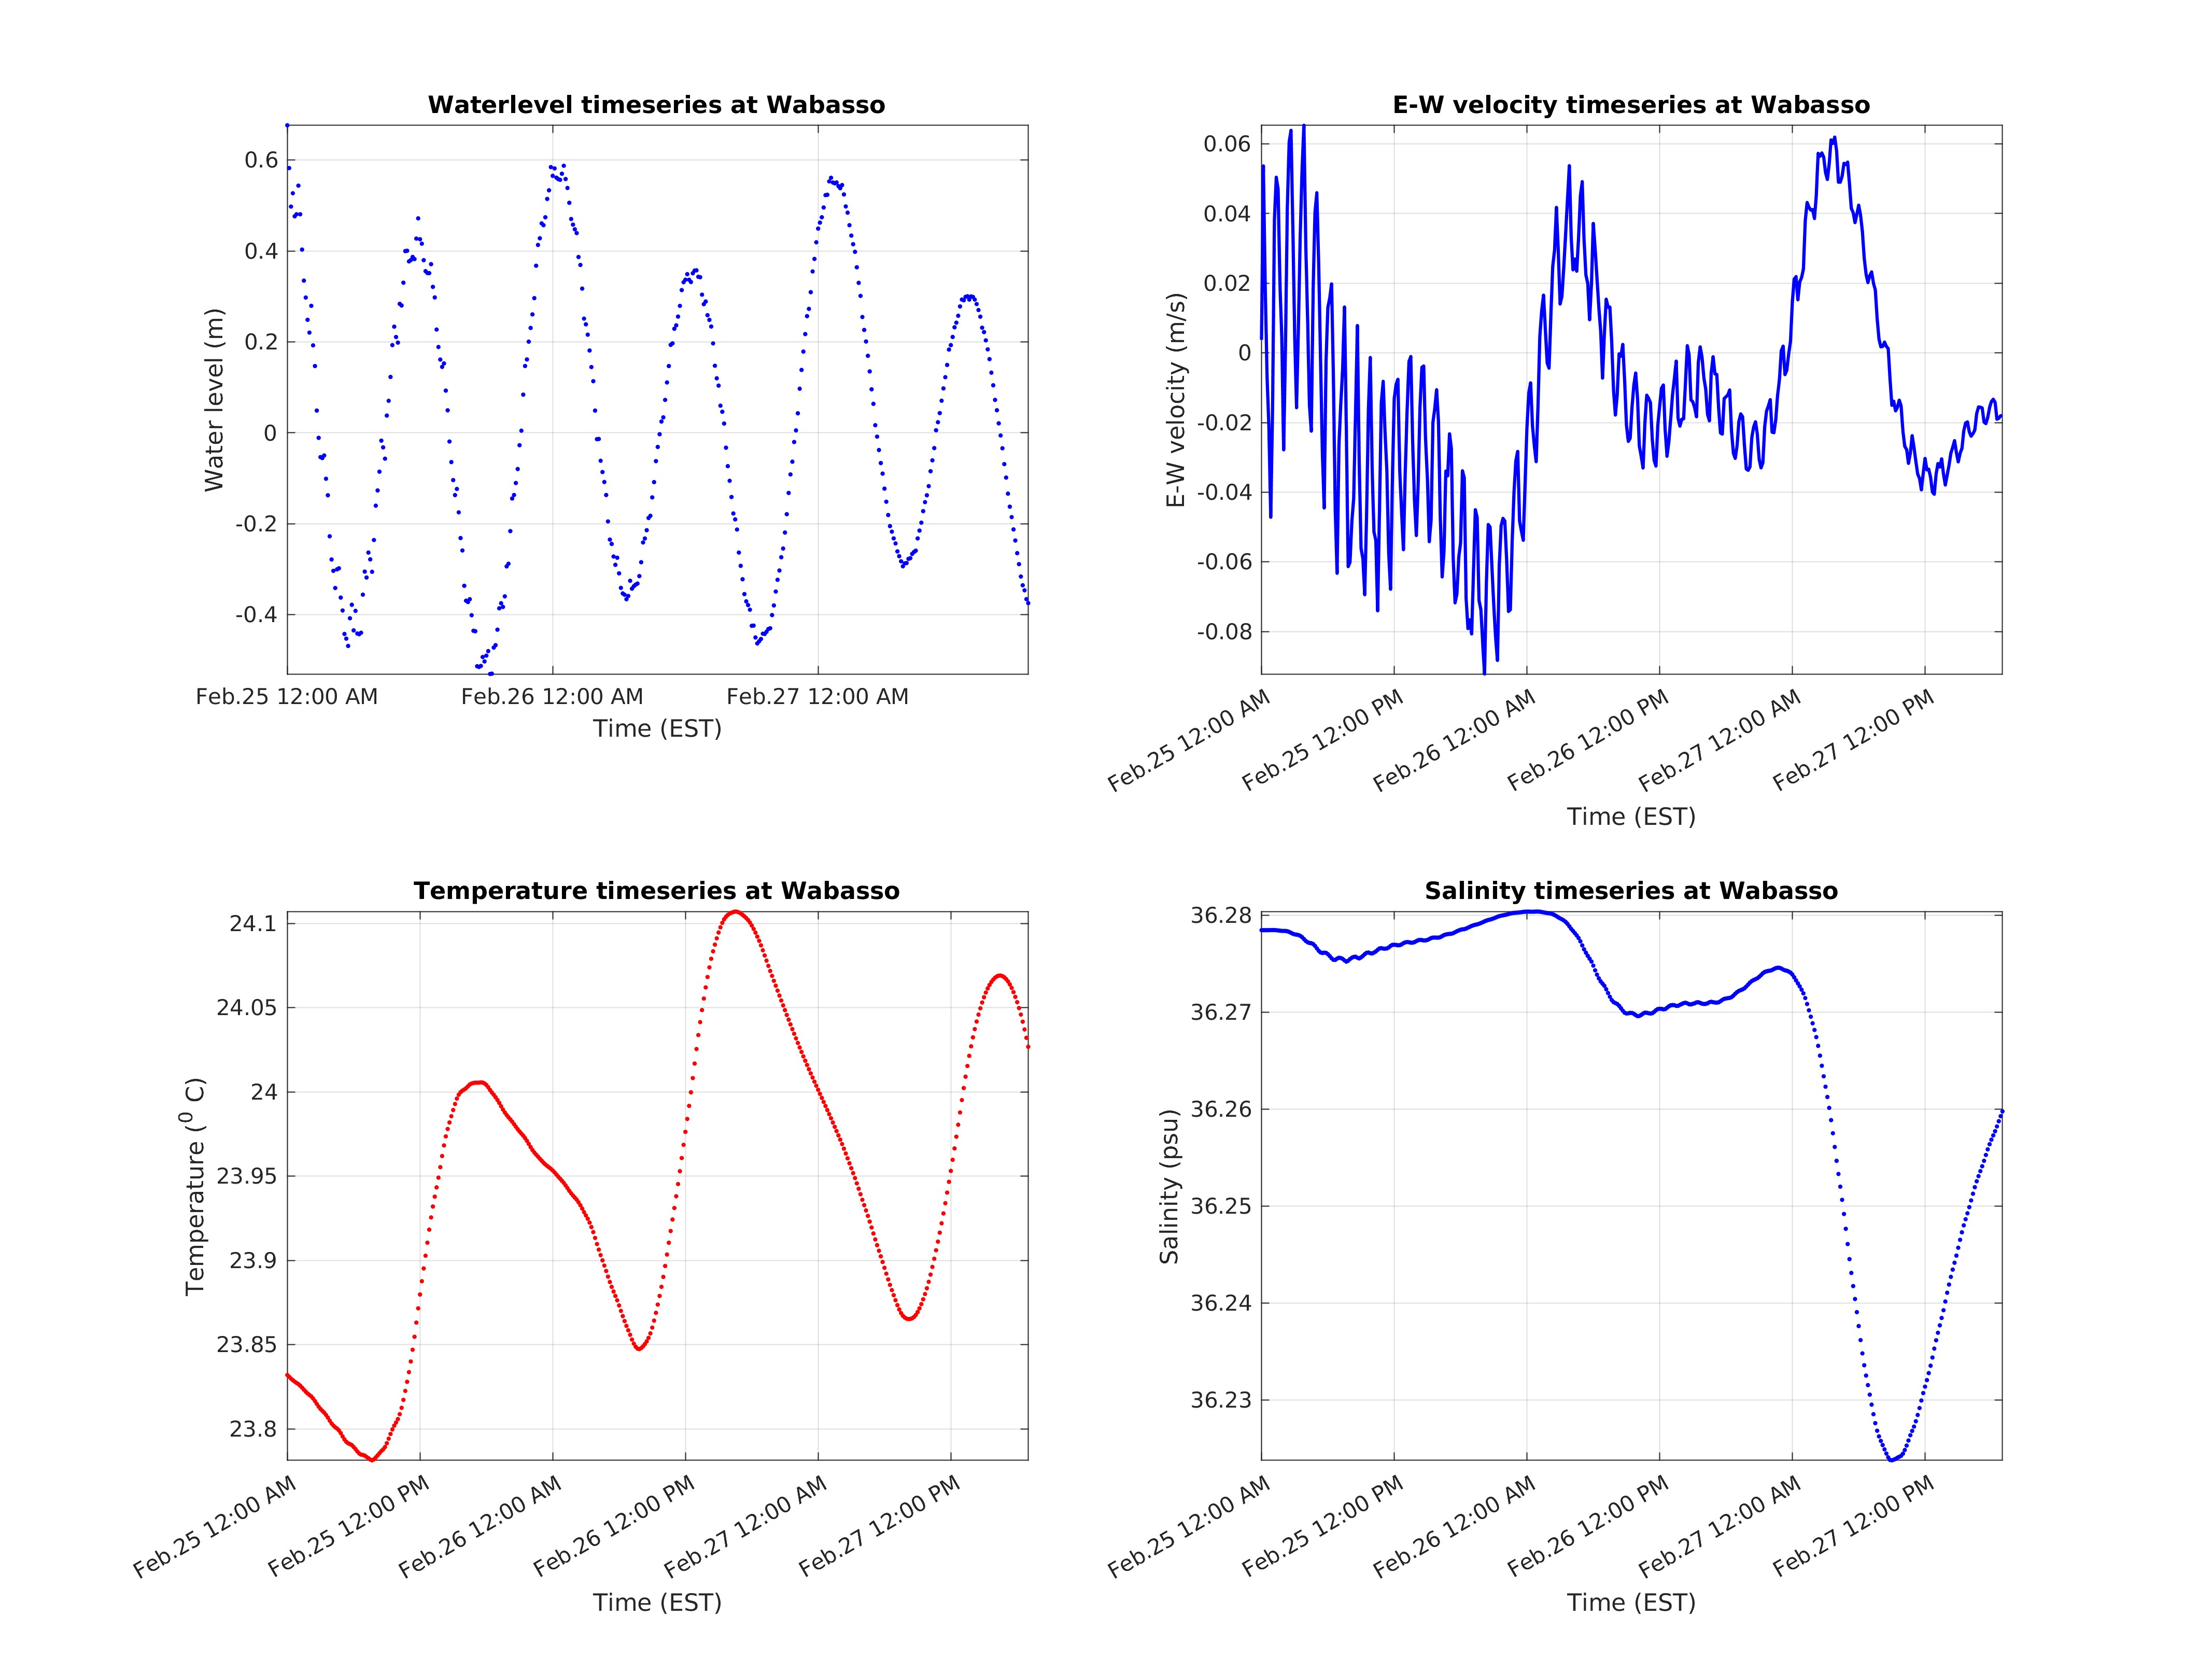 Waterlevel timeseries at Wabasso
0.6
0.4
0.2
0
-0.2
-0.4
Water level (m)
Feb.25 12:00 AM
Feb.26 12:00 AM
Feb.27 12:00 AM
Time (EST)
E-W velocity timeseries at Wabasso
0.06
0.04
0.02
0
-0.02
-0.04
-0.06
-0.08
E-W velocity (m/s)
Feb.25 12:00 AM
Feb.25 12:00 PM
Feb.26 12:00 AM
Feb.26 12:00 PM
Feb.27 12:00 AM
Feb.27 12:00 PM
Time (EST)
Temperature timeseries at Wabasso
24.1
24.05
24
23.95
23.9
23.85
23.8
Temperature (⁰ C)
Feb.25 12:00 AM
Feb.25 12:00 PM
Feb.26 12:00 AM
Feb.26 12:00 PM
Feb.27 12:00 AM
Feb.27 12:00 PM
Time (EST)
Salinity timeseries at Wabasso
36.28
36.27
36.26
36.25
36.24
36.23
Salinity (psu)
Feb.25 12:00 AM
Feb.25 12:00 PM
Feb.26 12:00 AM
Feb.26 12:00 PM
Feb.27 12:00 AM
Feb.27 12:00 PM
Time (EST)